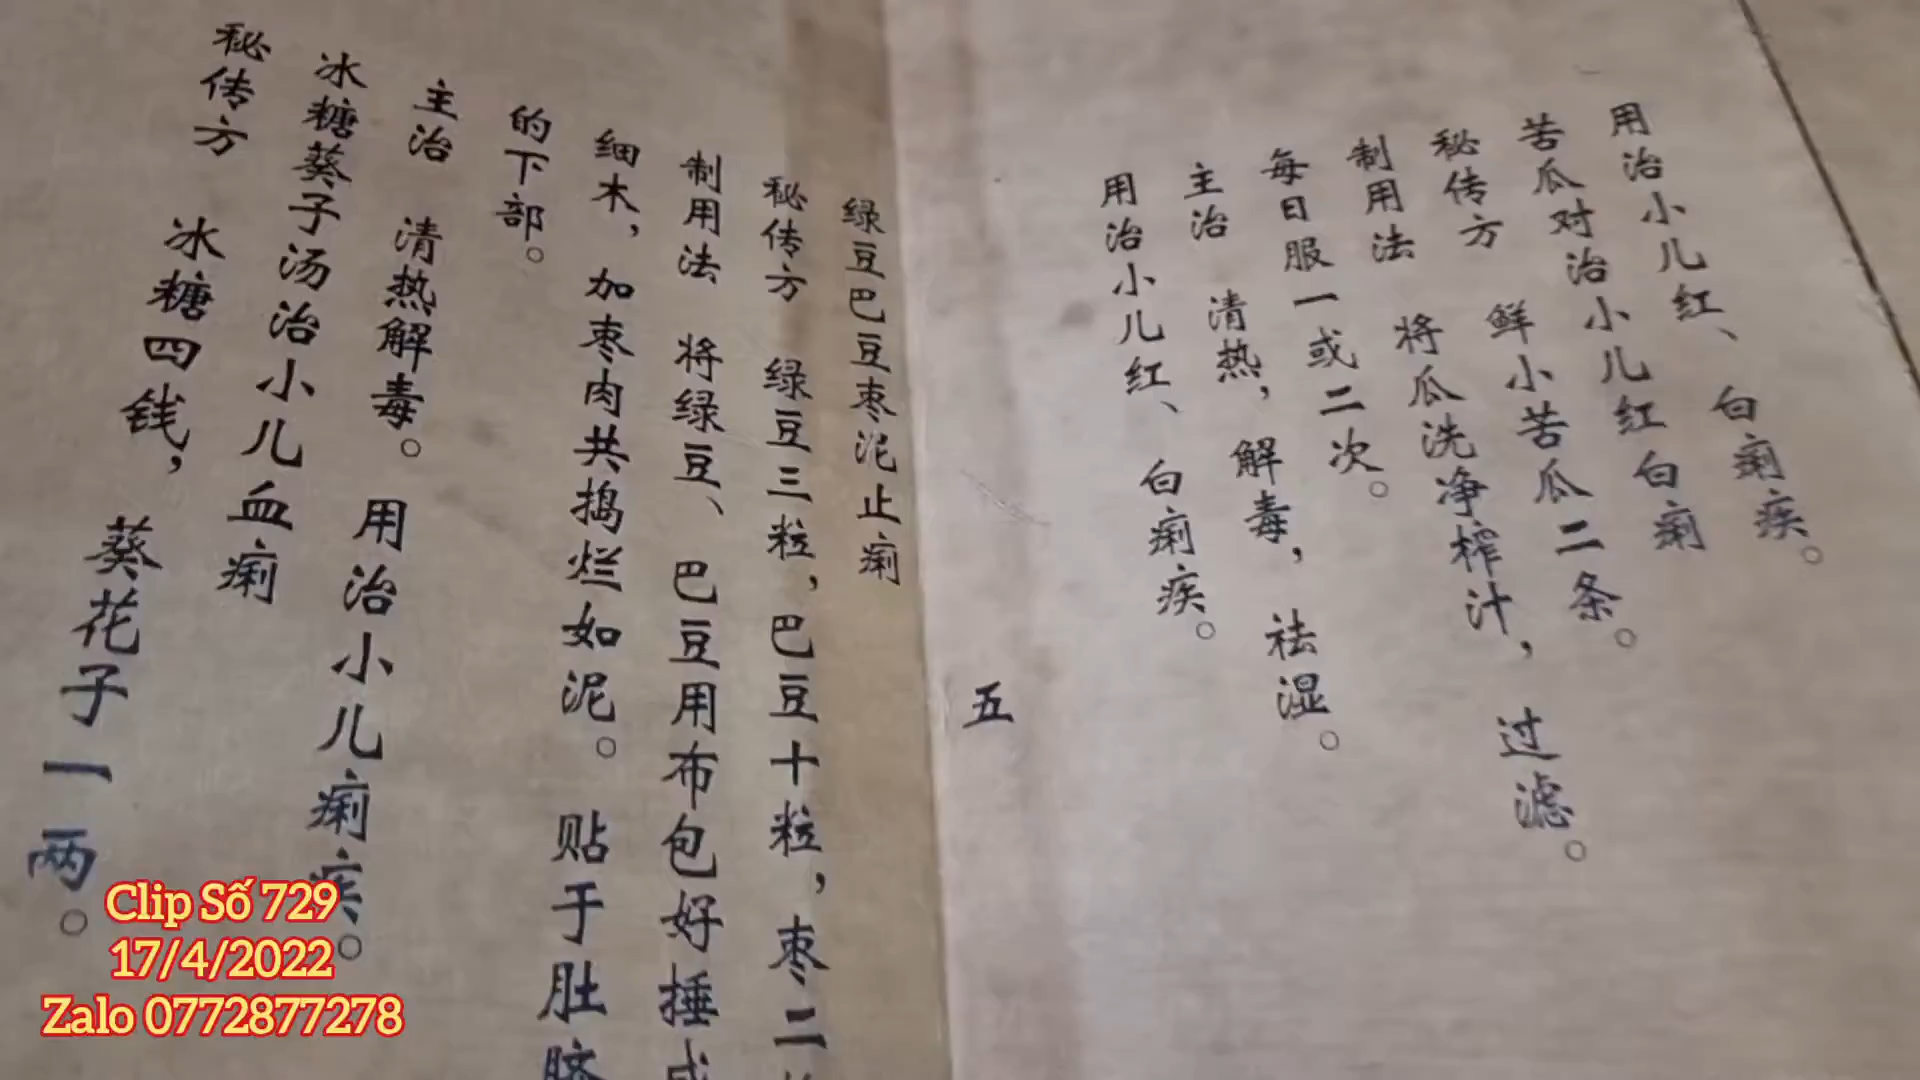 用治小儿红、白痢疾。
苦瓜对治小儿红白痢
秘传方 鲜小苦瓜二条。
制用法 将瓜洗净榨汁，过滤。
每日服一或二次。
主治 清热，解毒，祛湿。
用治小儿红、白痢疾。
五
绿豆巴豆枣泥止痢
秘传方 绿豆三粒，巴豆十粒，枣二
制用法 将绿豆、巴豆用布包好捶成
细木，加枣肉共捣烂如泥。贴于肚脐
的下部。
主治 清热解毒。用治小儿痢疾。
冰糖葵子汤治小儿血痢
秘传方 冰糖四钱，葵花子一两。
Clip Số 729
17/4/2022
Zalo 0772877278